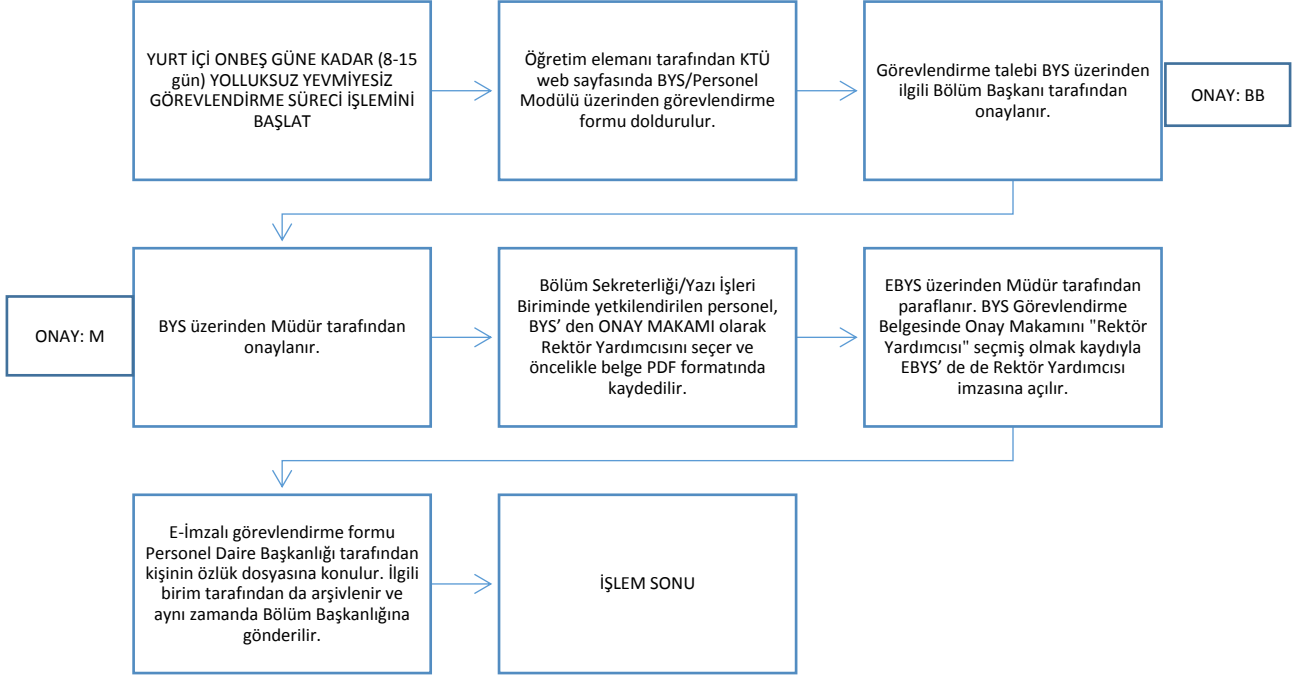 YURT İÇİ ONBEŞ GÜNE KADAR (8-15
gün) YOLLUKSUZ YEVMİYESİZ
GÖREVLENDİRME SÜRECİ İŞLEMİNİ
BAŞLAT
Öğretim elemanı tarafından KTÜ
web sayfasında BYS/Personel
Modülü üzerinden görevlendirme
formu doldurulur.
Görevlendirme talebi BYS üzerinden
ilgili Bölüm Başkanı tarafından
onaylanır.
ONAY: BB
ONAY: M
BYS üzerinden Müdür tarafından
onaylanır.
Bölüm Sekreterliği/Yazı İşleri
Biriminde yetkilendirilen personel,
BYS’ den ONAY MAKAMI olarak
Rektör Yardımcısını seçer ve
öncelikle belge PDF formatında
kaydedilir.
EBYS üzerinden Müdür tarafından
paraflanır. BYS Görevlendirme
Belgesinde Onay Makamını "Rektör
Yardımcısı" seçmiş olmak kaydıyla
EBYS’ de de Rektör Yardımcısı
imzasına açılır.
E-İmzalı görevlendirme formu
Personel Daire Başkanlığı tarafından
kişinin özlük dosyasına konulur. İlgili
birim tarafından da arşivlenir ve
aynı zamanda Bölüm Başkanlığına
gönderilir.
İŞLEM SONU